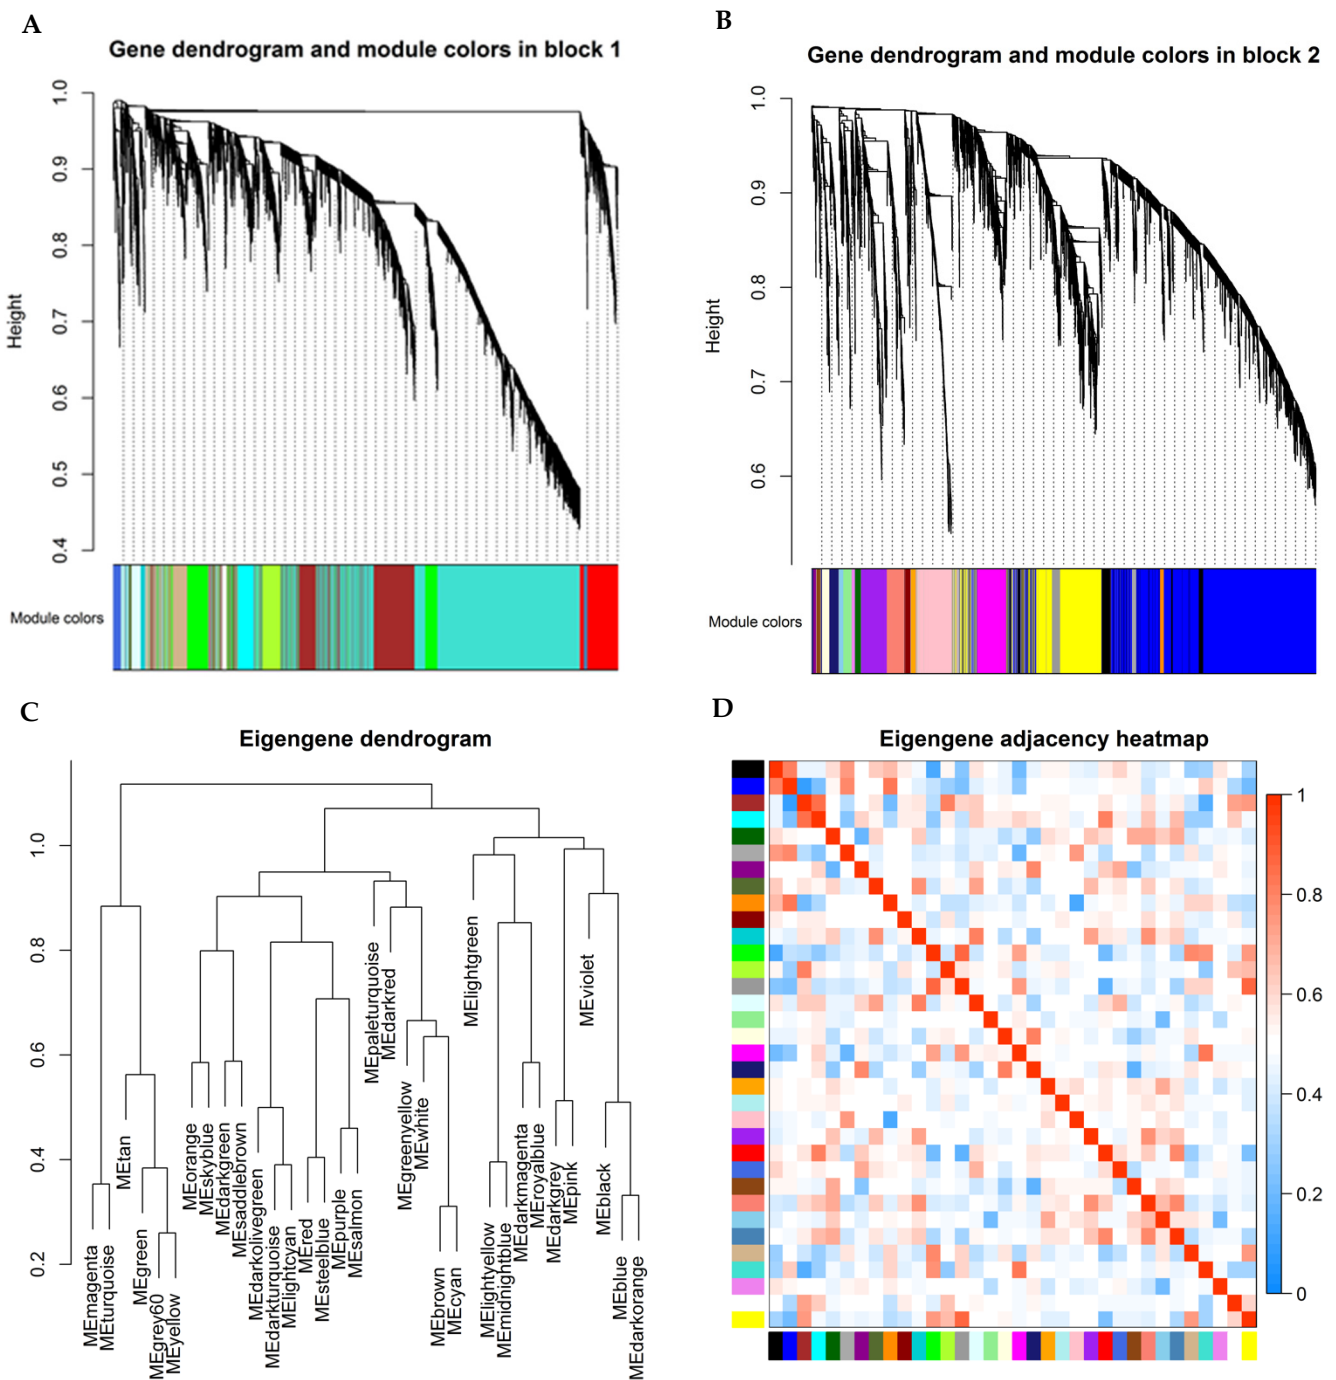 A
Gene dendrogram and module colors in block 1
Height
1.0
0.9
0.8
0.7
0.6
0.5
0.4
Module colors
B
Gene dendrogram and module colors in block 2
Height
1.0
0.9
0.8
0.7
0.6
Module colors
C
Eigengene dendrogram
1.0
0.8
0.6
0.4
0.2
MEmagenta
MEturquoise
MEtan
MEgreen
MEgrey60
MEyellow
MEorange
MEskyblue
MEdarkgreen
MEsaddlebrown
MEdarkolivegreen
MEdarkturquoise
MElightcyan
MEred
MEsteelblue
MEpurple
MEsalmon
MEpaleturquoise
MEdarkred
MEgreenyellow
MEwhite
MEbrown
MEcyan
MElightgreen
MElightyellow
MEmidnightblue
MEdarkmagenta
MEroyalblue
MEdarkgrey
MEpink
MEviolet
MEblack
MEblue
MEdarkorange
D
Eigengene adjacency heatmap
1
0.8
0.6
0.4
0.2
0